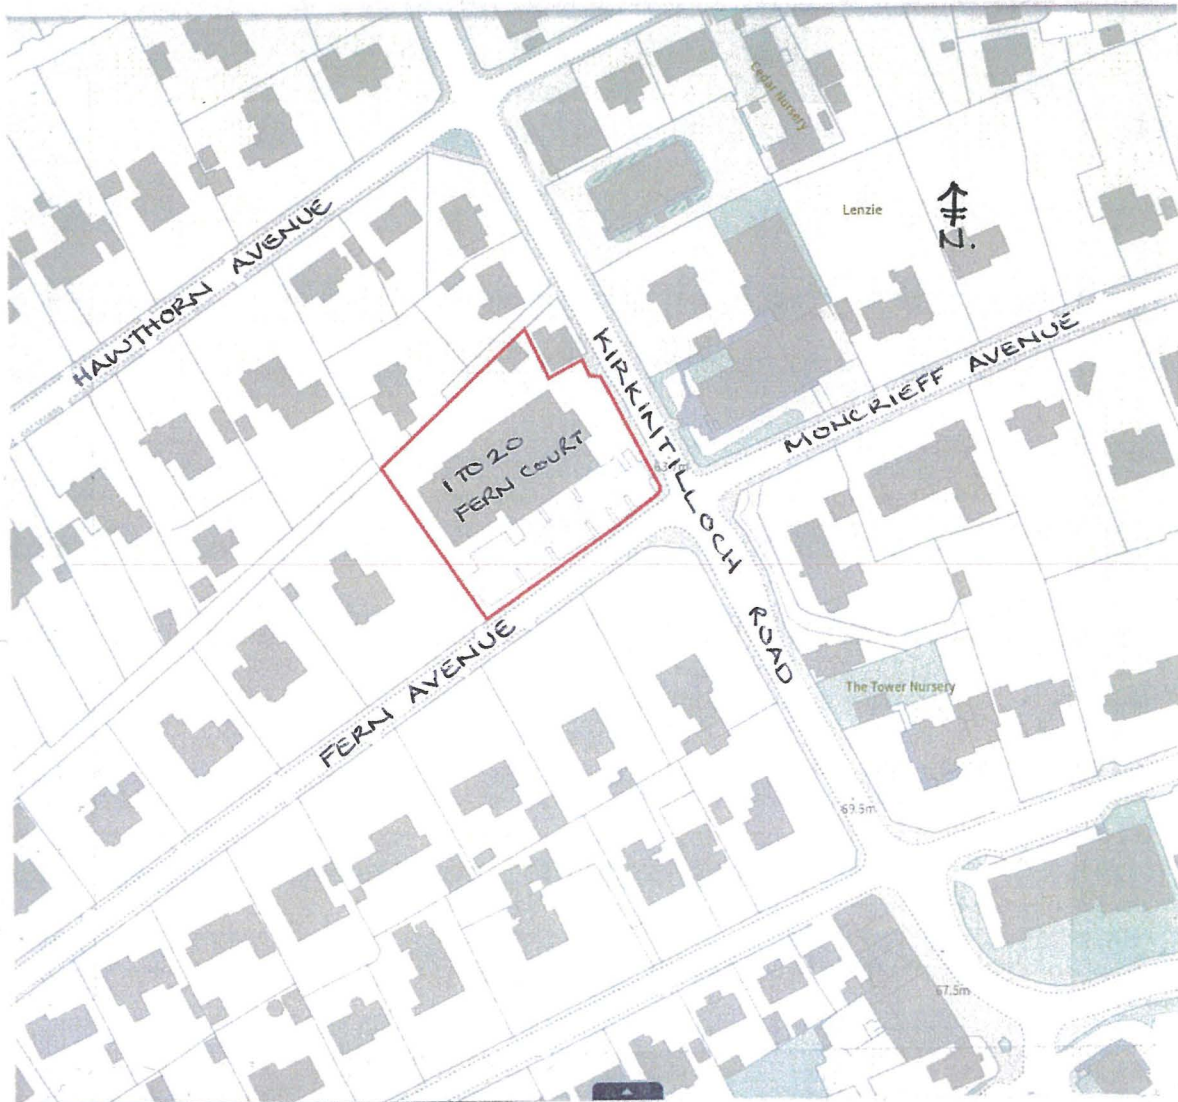 Cedar Nursery
Lenzie
N.
HAWTHORN AVENUE
KIRKINTILLOCH ROAD
MONCRIEFF AVENUE
1 TO 20
FERN COURT
FERN AVENUE
The Tower Nursery
69.5m
67.5m